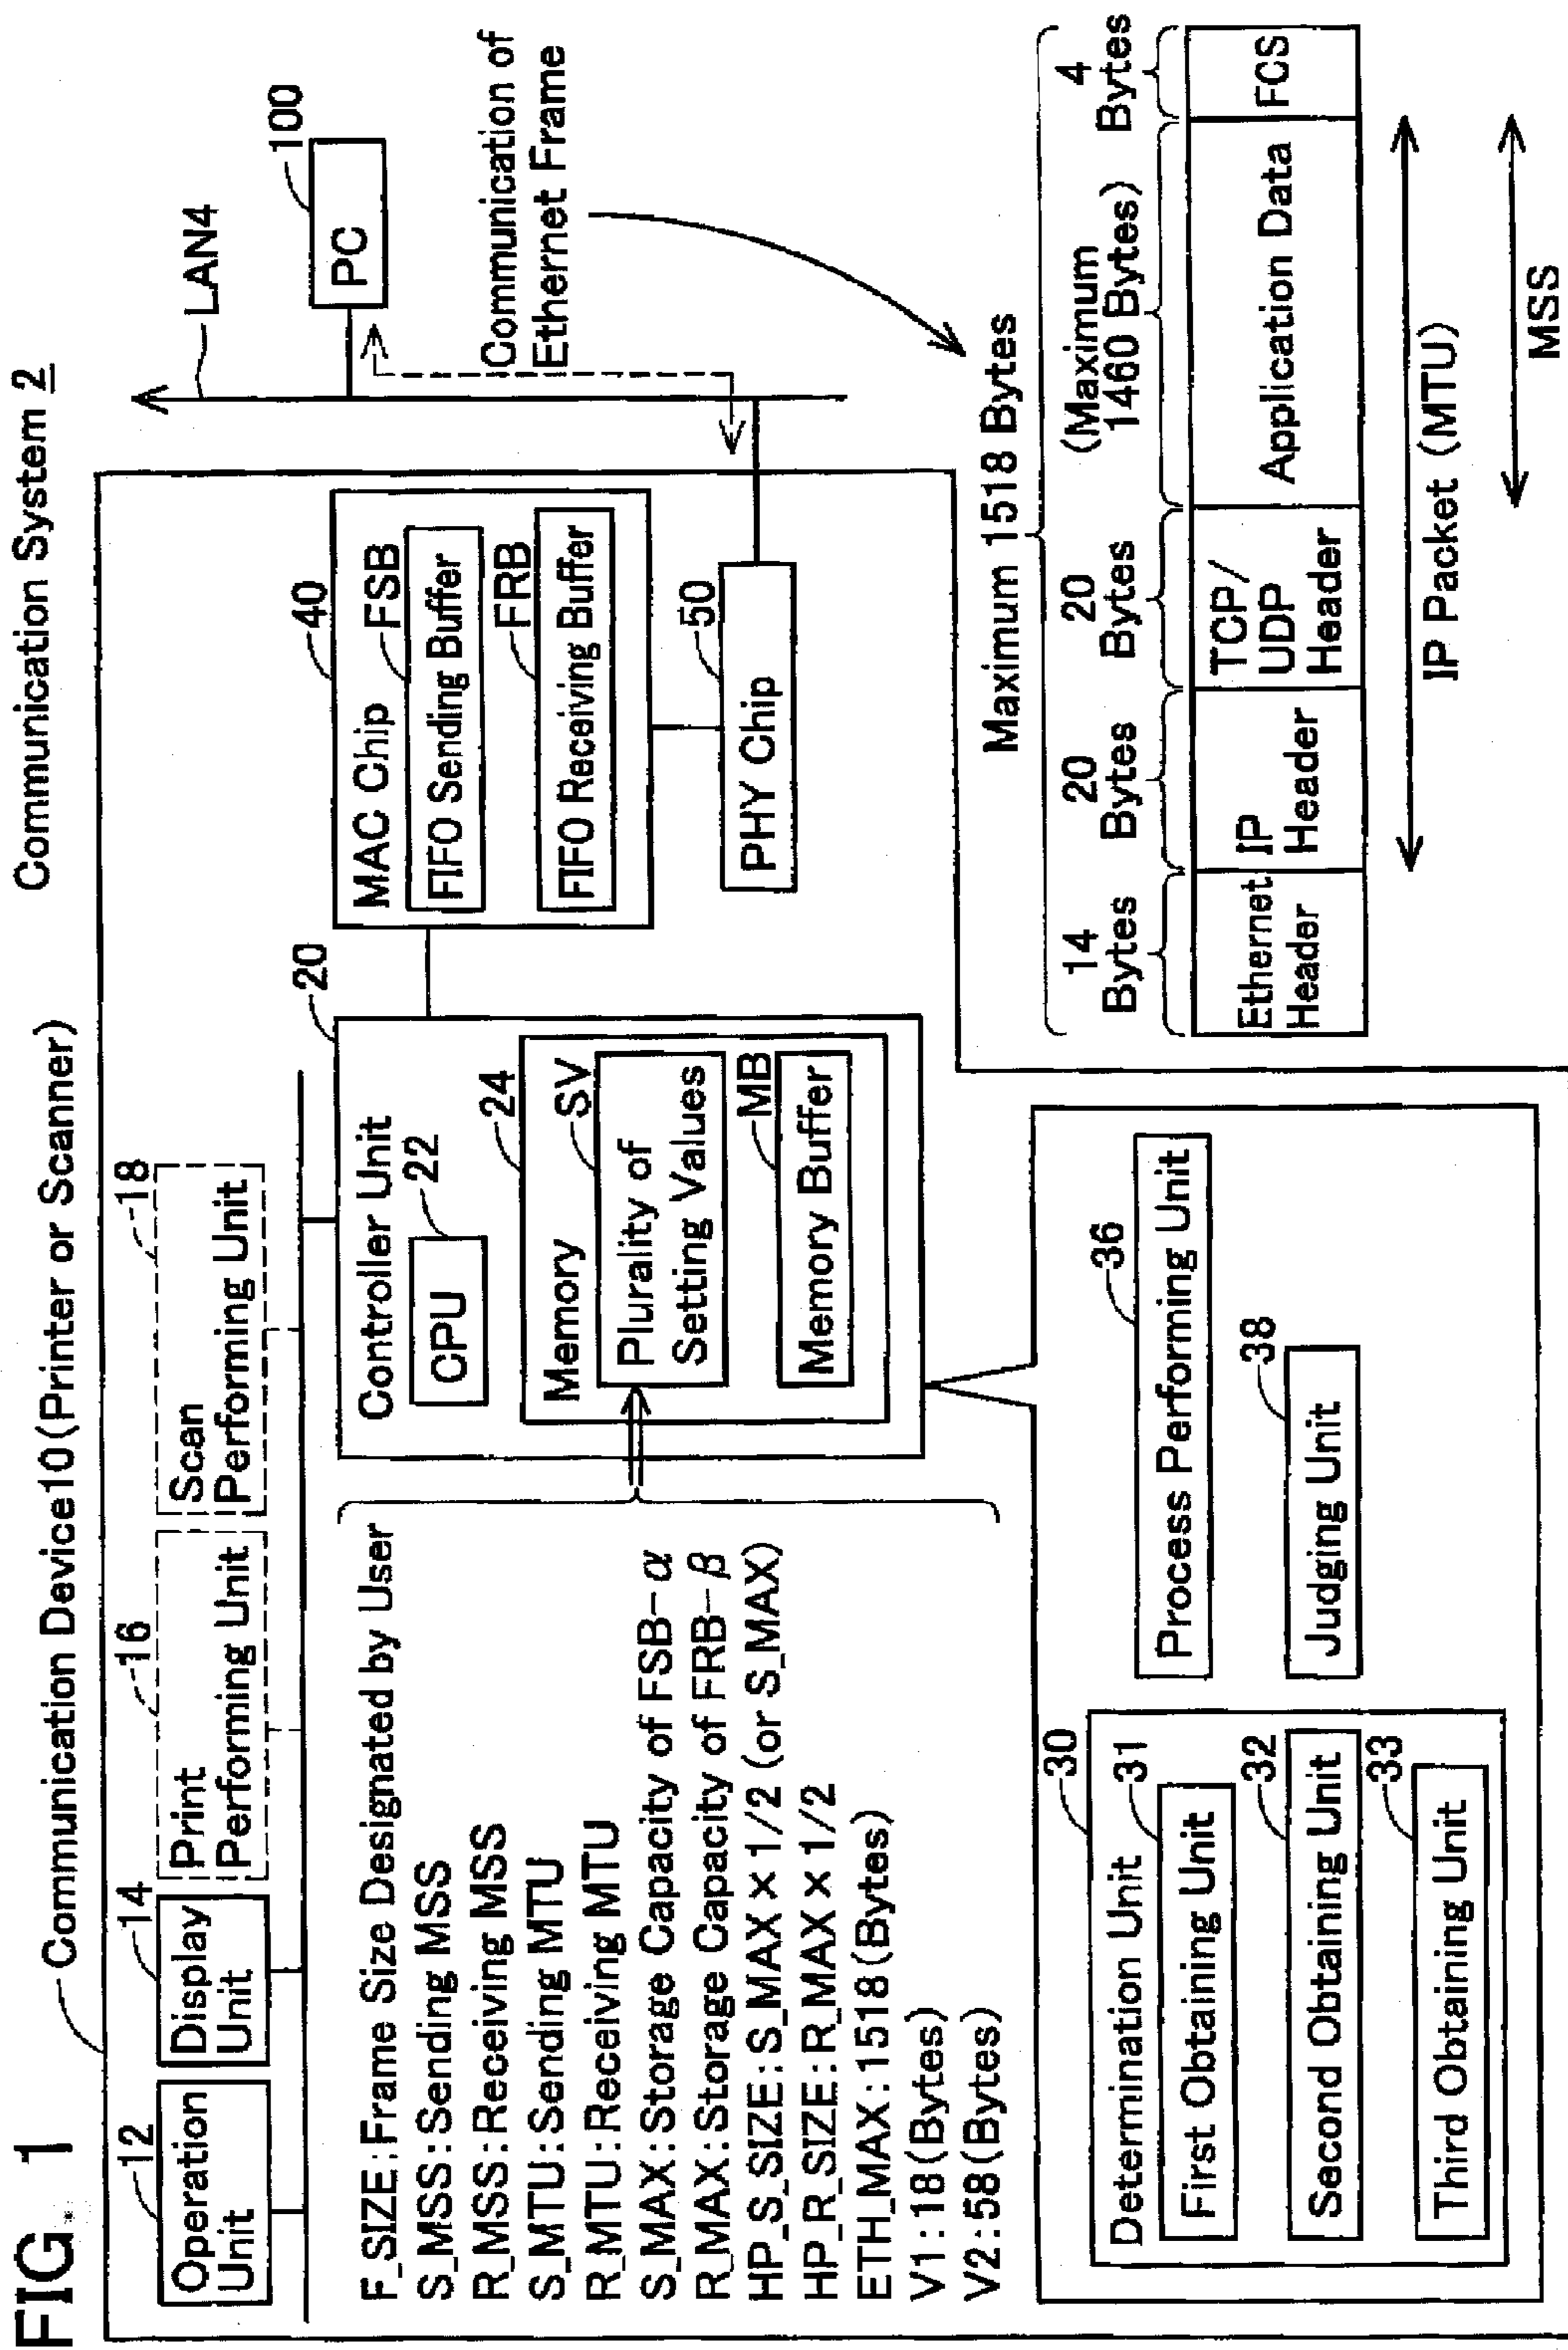 FIG. 1
Communication System 2
Communication Device10(Printer or Scanner)
12
Operation
Unit
14
Display
Unit
16
Print
Performing Unit
18
Scan
Performing Unit
LAN4
100
PC
Communication of
Ethernet Frame
F_SIZE:Frame Size Designated by User
S_MSS:Sending MSS
R_MSS:Receiving MSS
S_MTU:Sending MTU
R_MTU:Receiving MTU
S_MAX:Storage Capacity of FSB-α
R_MAX:Storage Capacity of FRB-β
HP_S_SIZE:S_MAX×1/2 (or S_MAX)
HP_R_SIZE:R_MAX×1/2
ETH_MAX:1518(Bytes)
V1:18(Bytes)
V2:58(Bytes)
20
Controller Unit
22
CPU
24
Memory
SV
Plurality of
Setting Values
MB
Memory Buffer
40
MAC Chip
FSB
FIFO Sending Buffer
FRB
FIFO Receiving Buffer
50
PHY Chip
30
Determination Unit
31
First Obtaining Unit
32
Second Obtaining Unit
33
Third Obtaining Unit
36
Process Performing Unit
38
Judging Unit
Maximum 1518 Bytes
14
Bytes
20
Bytes
20
Bytes
(Maximum
1460 Bytes)
4
Bytes
Ethernet
Header
IP
Header
TCP/
UDP
Header
Application Data
FCS
IP Packet (MTU)
MSS